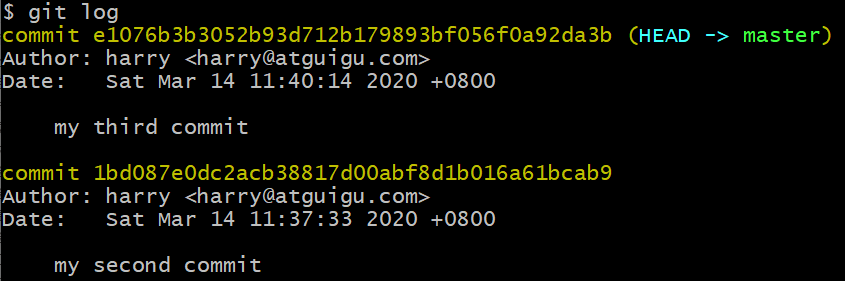 $ git log
commit e1076b3b3052b93d712b179893bf056f0a92da3b (HEAD -> master)
Author: harry <harry@atguigu.com>
Date:   Sat Mar 14 11:40:14 2020 +0800
    my third commit
commit 1bd087e0dc2acb38817d00abf8d1b016a61bcab9
Author: harry <harry@atguigu.com>
Date:   Sat Mar 14 11:37:33 2020 +0800
    my second commit